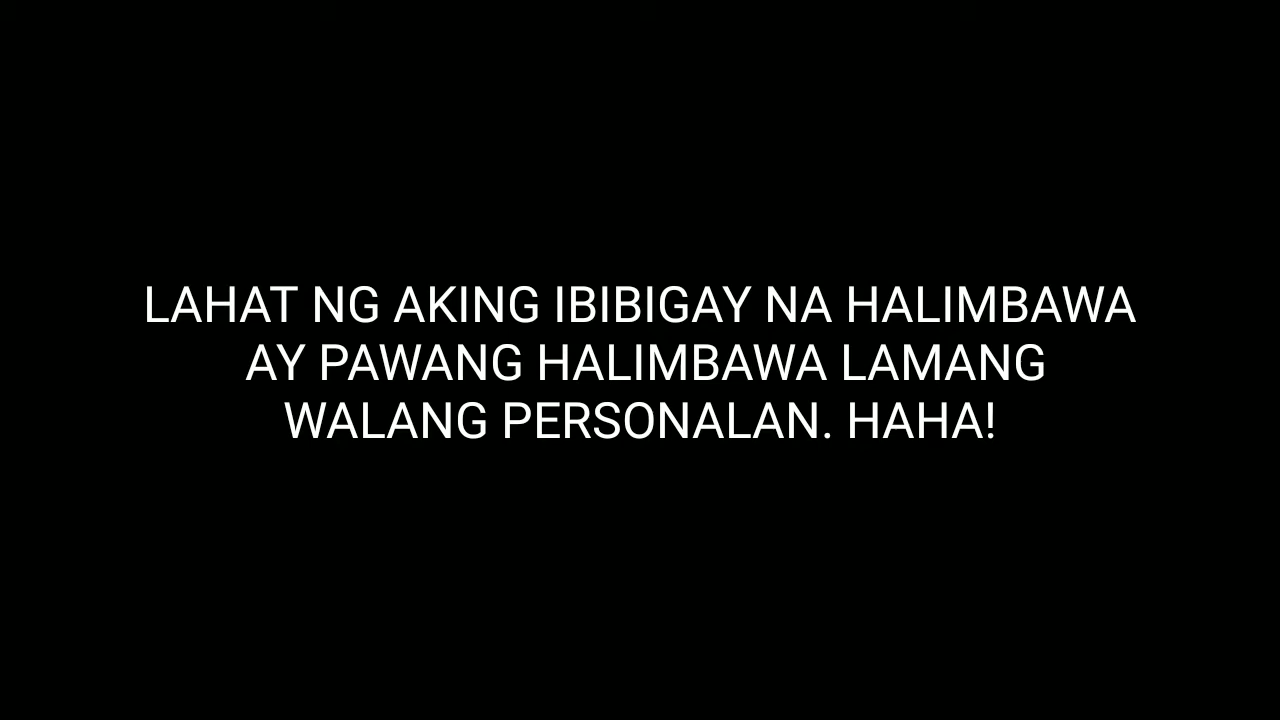 LAHAT NG AKING IBIBIGAY NA HALIMBAWA
AY PAWANG HALIMBAWA LAMANG
WALANG PERSONALAN. HAHA!